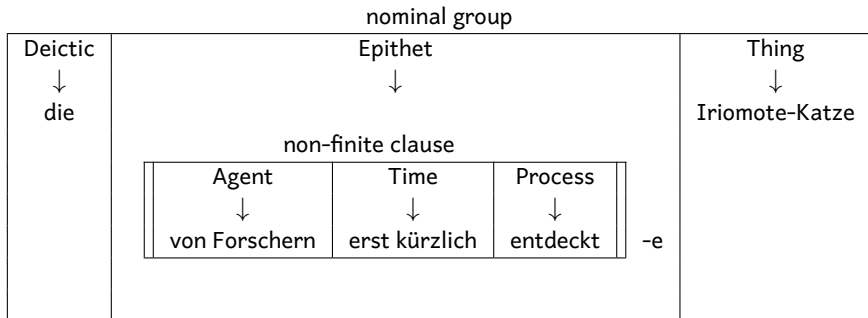 nominal group
Deictic Epithet Thing
↓ ↓ ↓
die Iriomote-Katze
non-finite clause
Agent Time Process
↓ ↓ ↓
von Forschern erst kürzlich entdeckt -e